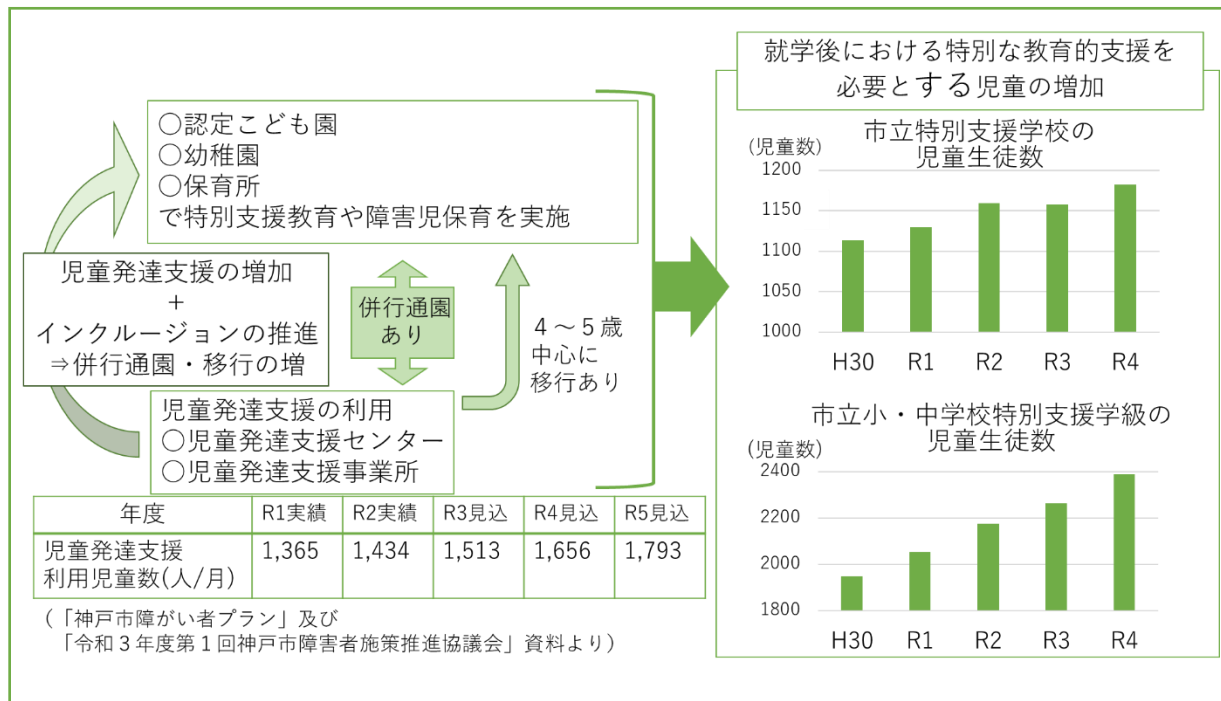 ○認定こども園
○幼稚園
○保育所
で特別支援教育や障害児保育を実施
児童発達支援の増加
+
インクルージョンの推進
⇒併行通園・移行の増
併行通園
あり
4～5歳
中心に
移行あり
児童発達支援の利用
○児童発達支援センター
○児童発達支援事業所
年度 R1実績 R2実績 R3見込 R4見込 R5見込
児童発達支援
利用児童数(人/月) 1,365 1,434 1,513 1,656 1,793
(「神戸市障がい者プラン」及び
「令和3年度第1回神戸市障害者施策推進協議会」資料より)
就学後における特別な教育的支援を
必要とする児童の増加
市立特別支援学校の
児童生徒数
(児童数)
1200
1150
1100
1050
1000
H30 R1 R2 R3 R4
市立小・中学校特別支援学級の
児童生徒数
(児童数)
2400
2200
2000
1800
H30 R1 R2 R3 R4